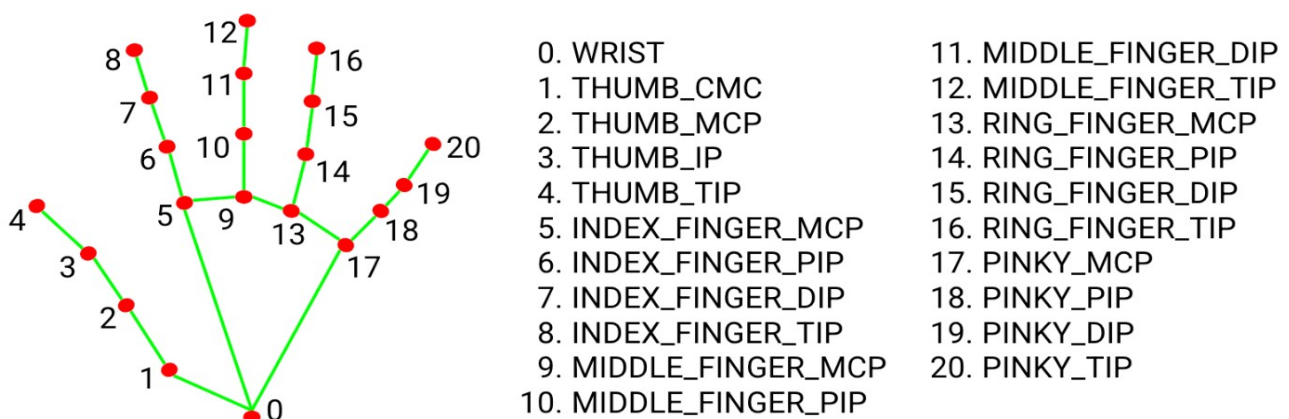 12
8
16
11
7
15
10
6
20
14
19
4
5
9
13
18
3
17
2
1
0
0. WRIST
1. THUMB_CMC
2. THUMB_MCP
3. THUMB_IP
4. THUMB_TIP
5. INDEX_FINGER_MCP
6. INDEX_FINGER_PIP
7. INDEX_FINGER_DIP
8. INDEX_FINGER_TIP
9. MIDDLE_FINGER_MCP
10. MIDDLE_FINGER_PIP
11. MIDDLE_FINGER_DIP
12. MIDDLE_FINGER_TIP
13. RING_FINGER_MCP
14. RING_FINGER_PIP
15. RING_FINGER_DIP
16. RING_FINGER_TIP
17. PINKY_MCP
18. PINKY_PIP
19. PINKY_DIP
20. PINKY_TIP